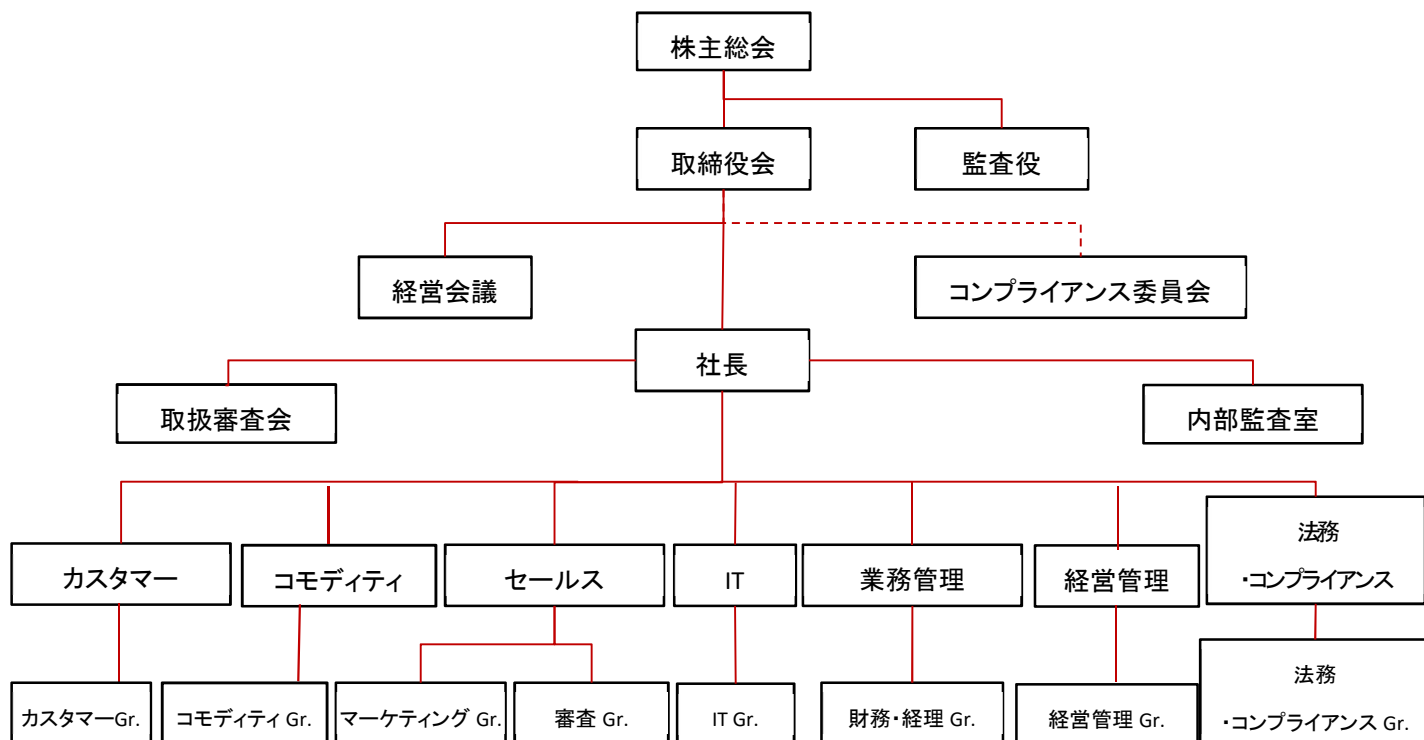 株主総会
取締役会
監査役
経営会議
コンプライアンス委員会
社長
取扱審査会
内部監査室
カスタマー
コモディティ
セールス
IT
業務管理
経営管理
法務
・コンプライアンス
カスタマーGr.
コモディティ Gr.
マーケティング Gr.
審査 Gr.
IT Gr.
財務・経理 Gr.
経営管理 Gr.
法務
・コンプライアンス Gr.